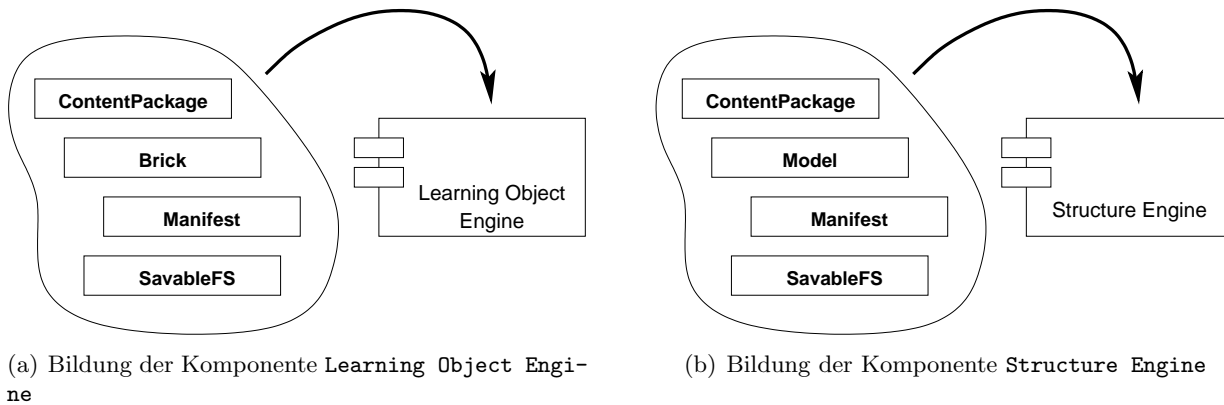 ContentPackage
Brick
Manifest
SavableFS
Learning Object
Engine
(a) Bildung der Komponente Learning Object Engi-
ne
ContentPackage
Model
Manifest
SavableFS
Structure Engine
(b) Bildung der Komponente Structure Engine